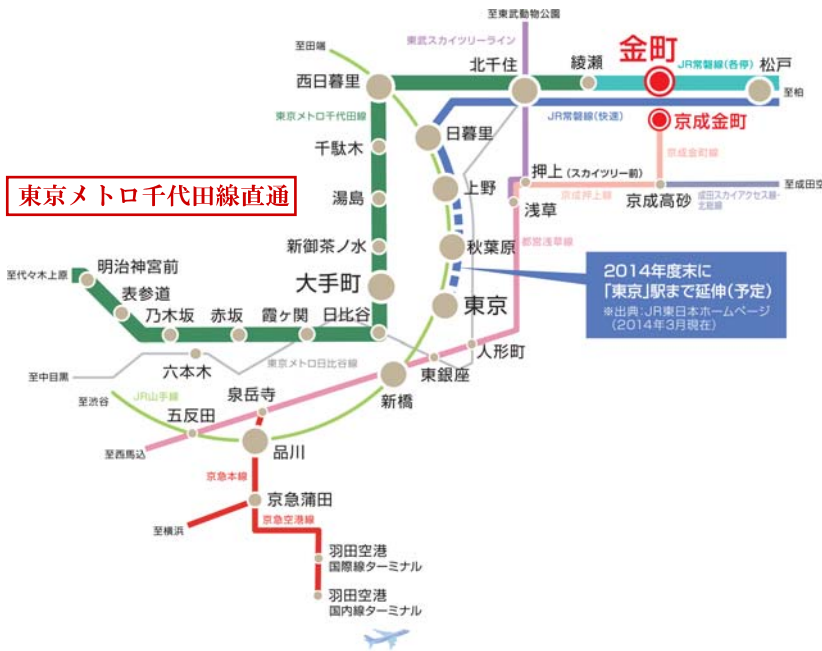 至東武動物公園
至田端
東武スカイツリーライン
北千住
綾瀬
金町
JR常磐線(各停)
松戸
西日暮里
至柏
東京メトロ千代田線
JR常磐線(快速)
日暮里
京成金町
千駄木
京成金町線
押上(スカイツリー前)
上野
東京メトロ千代田線直通
湯島
京成押上線
京成高砂
成田スカイアクセス線・
北総線
至成田空
浅草
新御茶ノ水
秋葉原
都営浅草線
明治神宮前
至代々木上原
大手町
2014年度末に
「東京」駅まで延伸(予定)
※出典:JR東日本ホームページ
(2014年3月現在)
表参道
東京
乃木坂
赤坂
霞ヶ関
日比谷
人形町
六本木
東京メトロ日比谷線
東銀座
至中目黒
JR山手線
泉岳寺
新橋
至渋谷
五反田
至西馬込
品川
京急本線
京急蒲田
京急空港線
至横浜
羽田空港
国際線ターミナル
羽田空港
国内線ターミナル